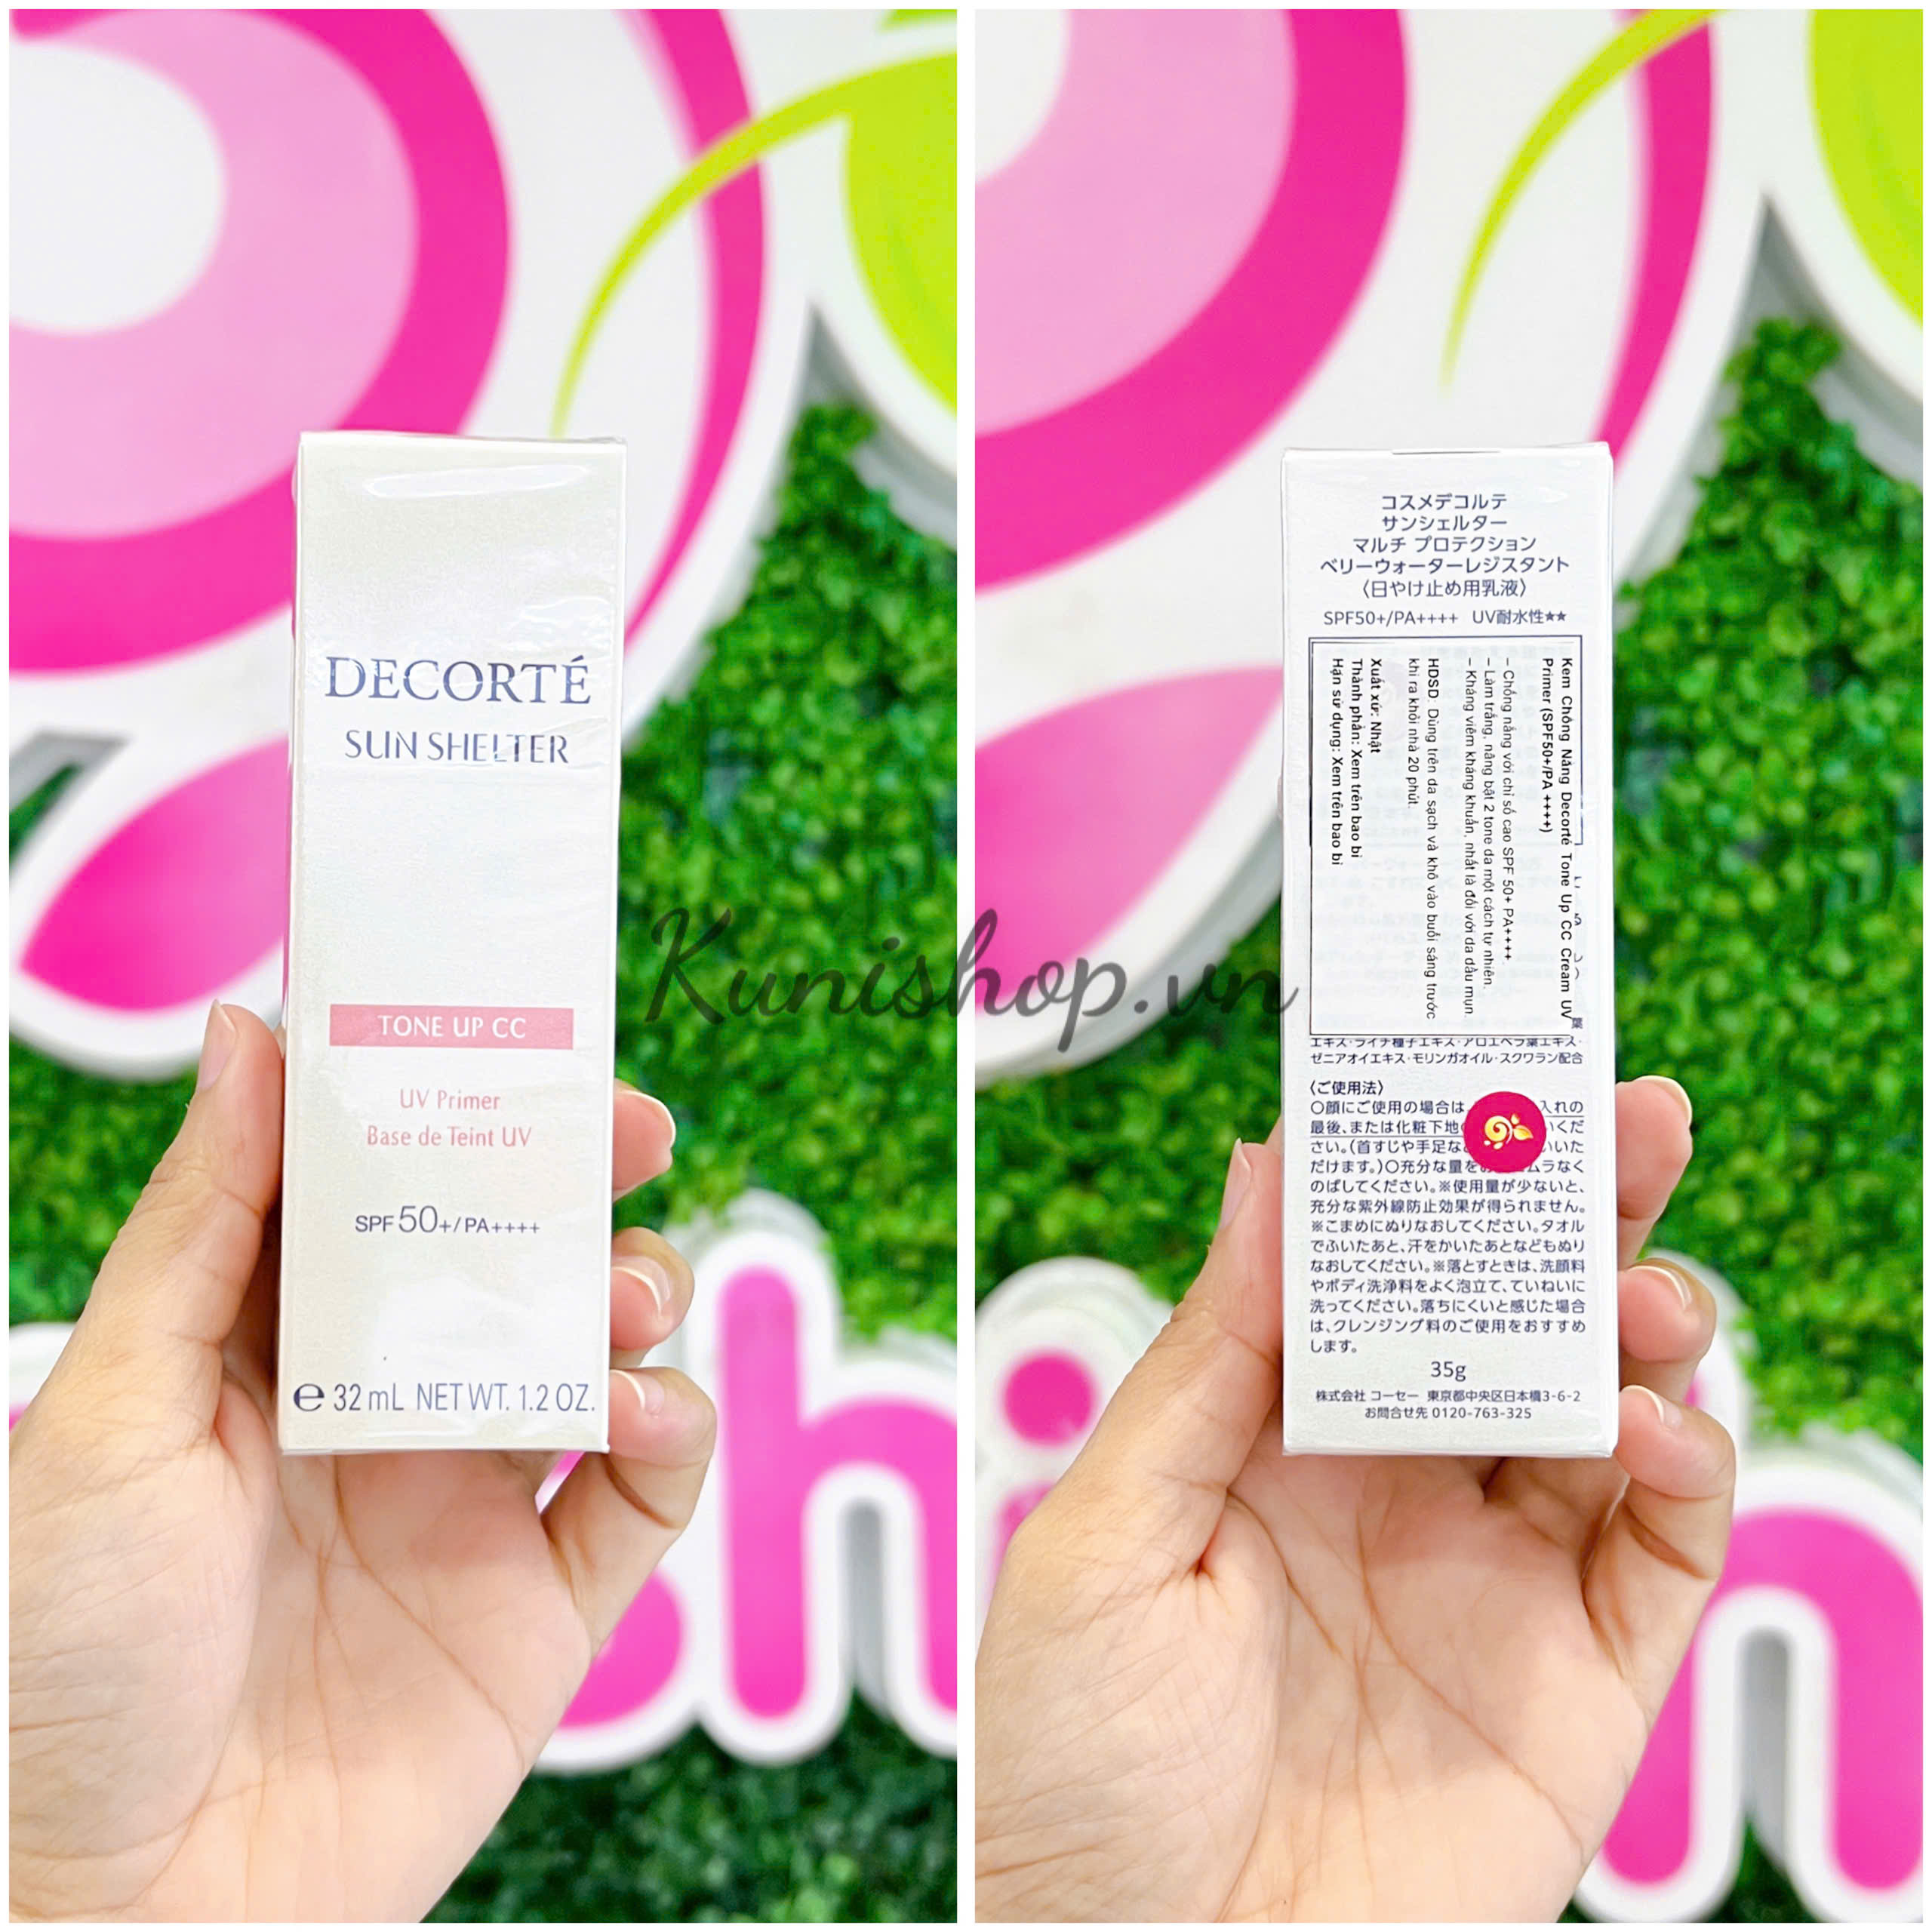 DECORTÉ
SUN SHELTER
TONE UP CC
UV Primer
Base de Teint UV
SPF 50+/PA++++
℮ 32 mL NET WT. 1.2 OZ.
Kunishop.vn
コスメデコルテ
サンシェルター
マルチ プロテクション
ベリーウォーターレジスタント
〈日やけ止め用乳液〉
SPF50+/PA++++ UV耐水性★★
Kem Chống Nắng Decorté Tone Up CC Cream UV
Primer (SPF50+/PA ++++)
– Chống nắng với chỉ số cao SPF 50+ PA++++.
– Làm trắng, nâng bật 2 tone da một cách tự nhiên.
– Kháng viêm kháng khuẩn, nhất là đối với da dầu mụn.
HDSD: Dùng trên da sạch và khô vào buổi sáng trước
khi ra khỏi nhà 20 phút.
Xuất xứ: Nhật
Thành phần: Xem trên bao bì
Hạn sử dụng: Xem trên bao bì
葉
エキス・ライチ種子エキス・アロエベラ葉エキス・
ゼニアオイエキス・モリンガオイル・スクワラン配合
〈ご使用法〉
○顔にご使用の場合は、 入れの
最後、または化粧下地 いくだ
さい。(首すじや手足な いいた
だけます。)○充分な量を ムラなく
のばしてください。※使用量が少ないと、
充分な紫外線防止効果が得られません。
※こまめにぬりなおしてください。タオル
でふいたあと、汗をかいたあとなどもぬり
なおしてください。※落とすときは、洗顔料
やボディ洗浄料をよく泡立て、ていねいに
洗ってください。落ちにくいと感じた場合
は、クレンジング料のご使用をおすすめ
します。
35g
株式会社 コーセー 東京都中央区日本橋3-6-2
お問合せ先 0120-763-325
hi
h